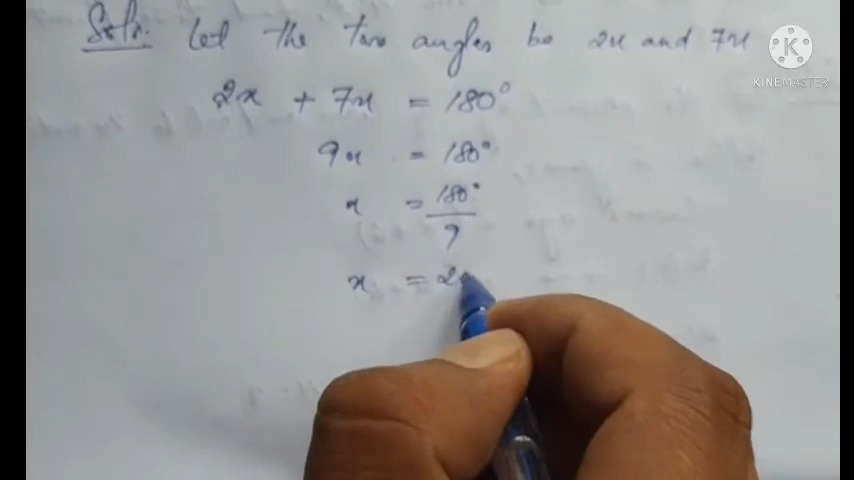 Soln. Let the two angles be 2x and 7x
2x + 7x = 180°
9x = 180°
x = 180°
9
x = 2
KINEMASTER